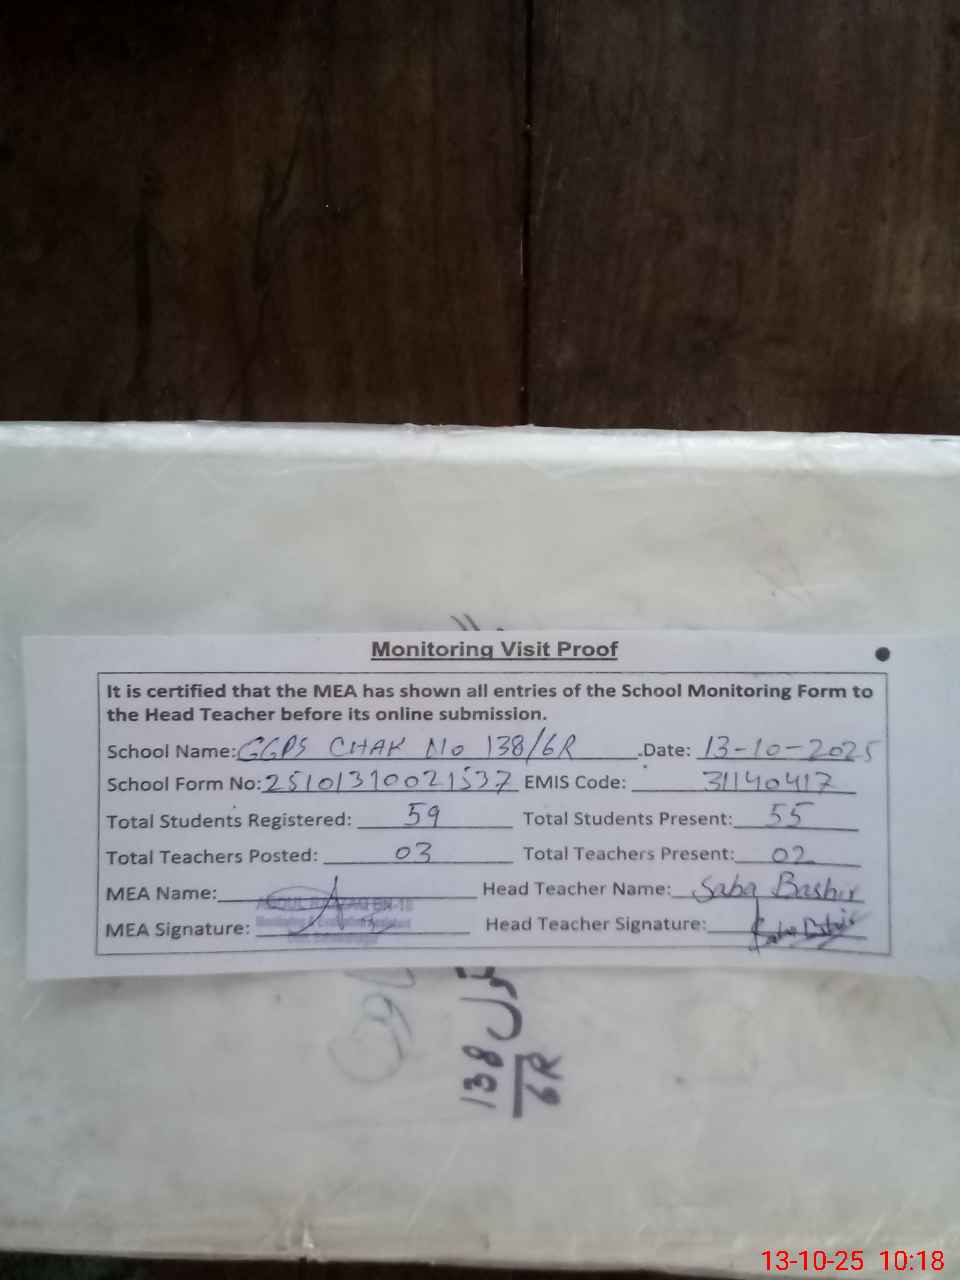 Monitoring Visit Proof
It is certified that the MEA has shown all entries of the School Monitoring Form to
the Head Teacher before its online submission.
School Name: GGPS CHAK No 138/6R .Date: 13-10-2025
School Form No: 25101310021537 EMIS Code: 31140417
Total Students Registered: 59 Total Students Present: 55
Total Teachers Posted: 03 Total Teachers Present: 02
MEA Name: Head Teacher Name: Saba Bashir
MEA Signature: Head Teacher Signature:
138
6R
13-10-25 10:18